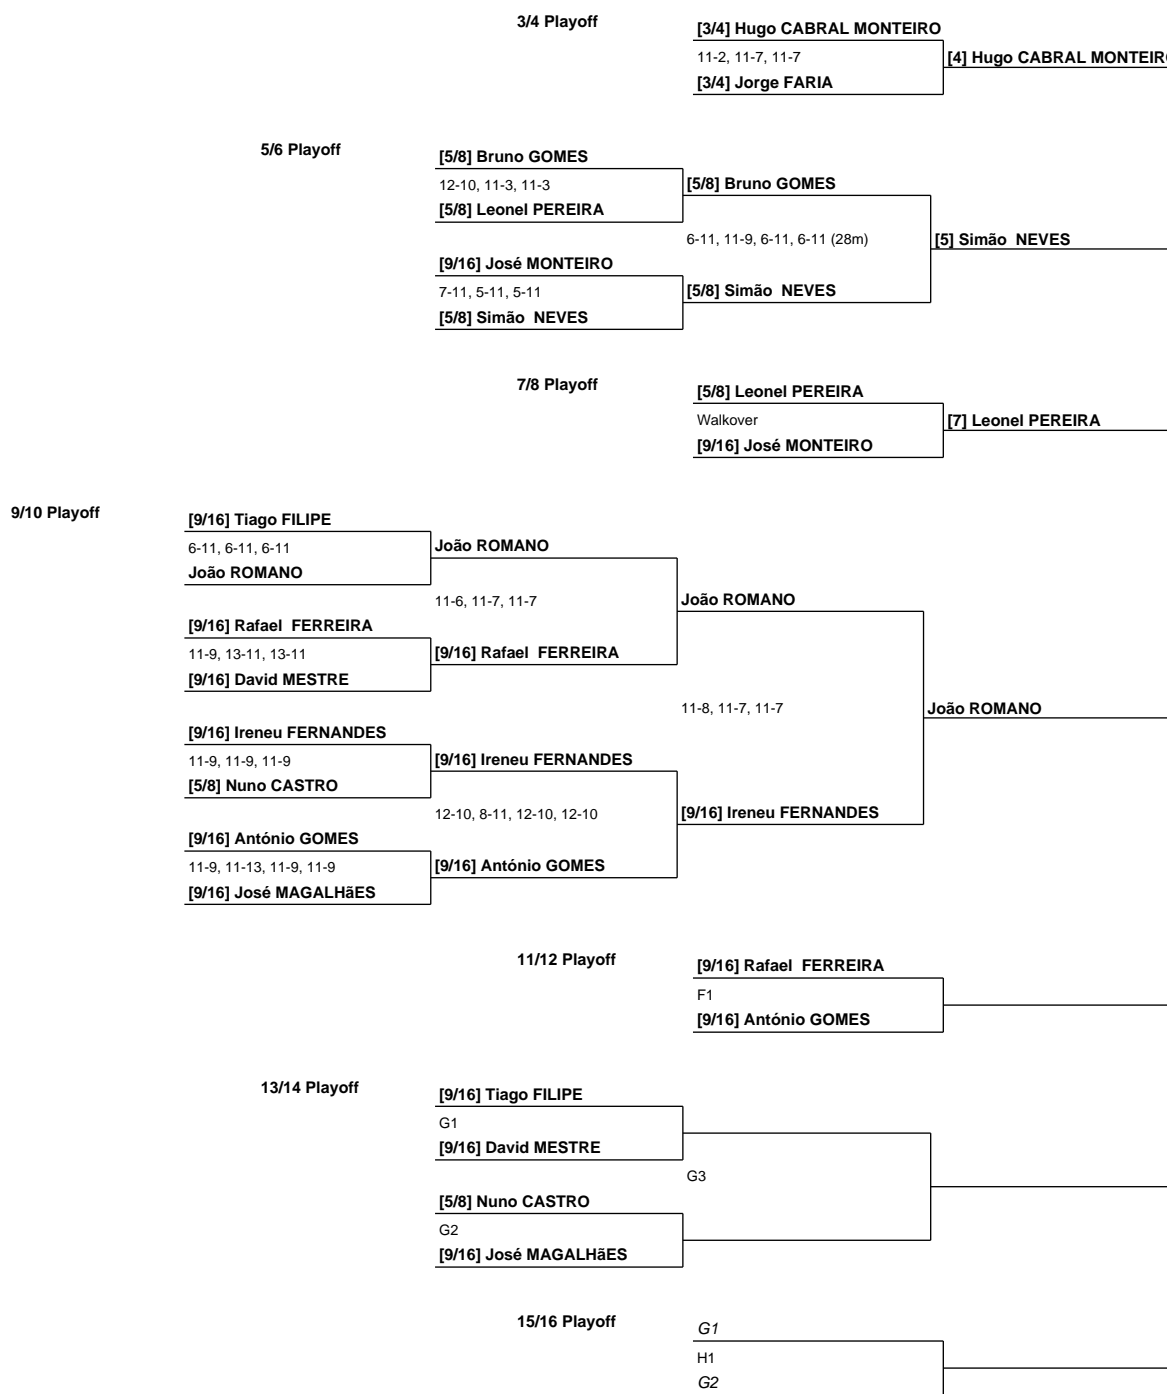 3/4 Playoff
[3/4] Hugo CABRAL MONTEIRO
11-2, 11-7, 11-7
[4] Hugo CABRAL MONTEIRO
[3/4] Jorge FARIA
5/6 Playoff
[5/8] Bruno GOMES
12-10, 11-3, 11-3
[5/8] Bruno GOMES
[5/8] Leonel PEREIRA
6-11, 11-9, 6-11, 6-11 (28m)
[5] Simão  NEVES
[9/16] José MONTEIRO
7-11, 5-11, 5-11
[5/8] Simão  NEVES
[5/8] Simão  NEVES
7/8 Playoff
[5/8] Leonel PEREIRA
Walkover
[7] Leonel PEREIRA
[9/16] José MONTEIRO
9/10 Playoff
[9/16] Tiago FILIPE
6-11, 6-11, 6-11
João ROMANO
João ROMANO
11-6, 11-7, 11-7
João ROMANO
[9/16] Rafael  FERREIRA
11-9, 13-11, 13-11
[9/16] Rafael  FERREIRA
[9/16] David MESTRE
11-8, 11-7, 11-7
João ROMANO
[9/16] Ireneu FERNANDES
11-9, 11-9, 11-9
[9/16] Ireneu FERNANDES
[5/8] Nuno CASTRO
12-10, 8-11, 12-10, 12-10
[9/16] Ireneu FERNANDES
[9/16] António GOMES
11-9, 11-13, 11-9, 11-9
[9/16] António GOMES
[9/16] José MAGALHãES
11/12 Playoff
[9/16] Rafael  FERREIRA
F1
[9/16] António GOMES
13/14 Playoff
[9/16] Tiago FILIPE
G1
[9/16] David MESTRE
G3
[5/8] Nuno CASTRO
G2
[9/16] José MAGALHãES
15/16 Playoff
G1
H1
G2